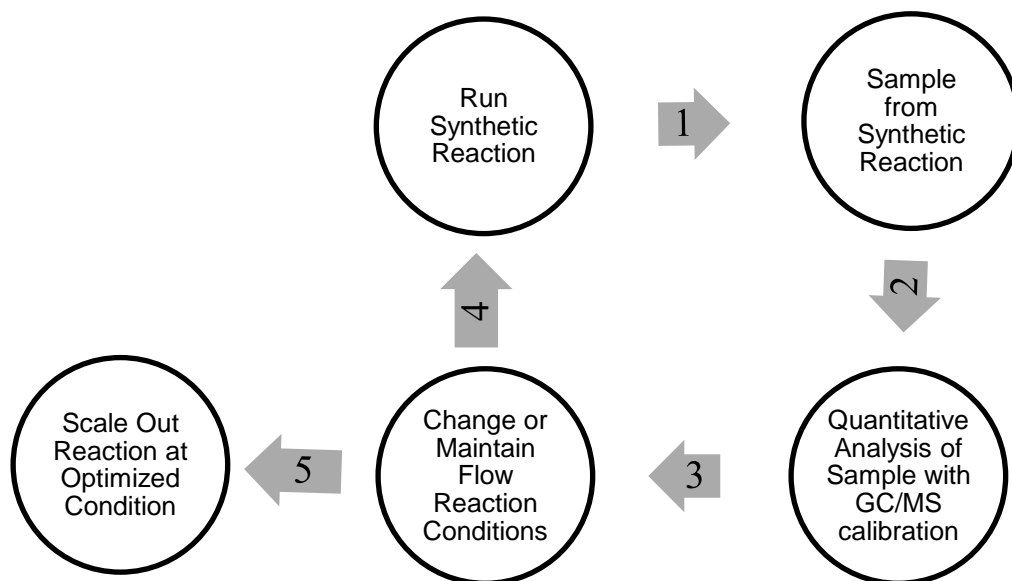 Run
Synthetic
Reaction
1
Sample
from
Synthetic
Reaction
2
Quantitative
Analysis of
Sample with
GC/MS
calibration
3
Change or
Maintain
Flow
Reaction
Conditions
4
5
Scale Out
Reaction at
Optimized
Condition